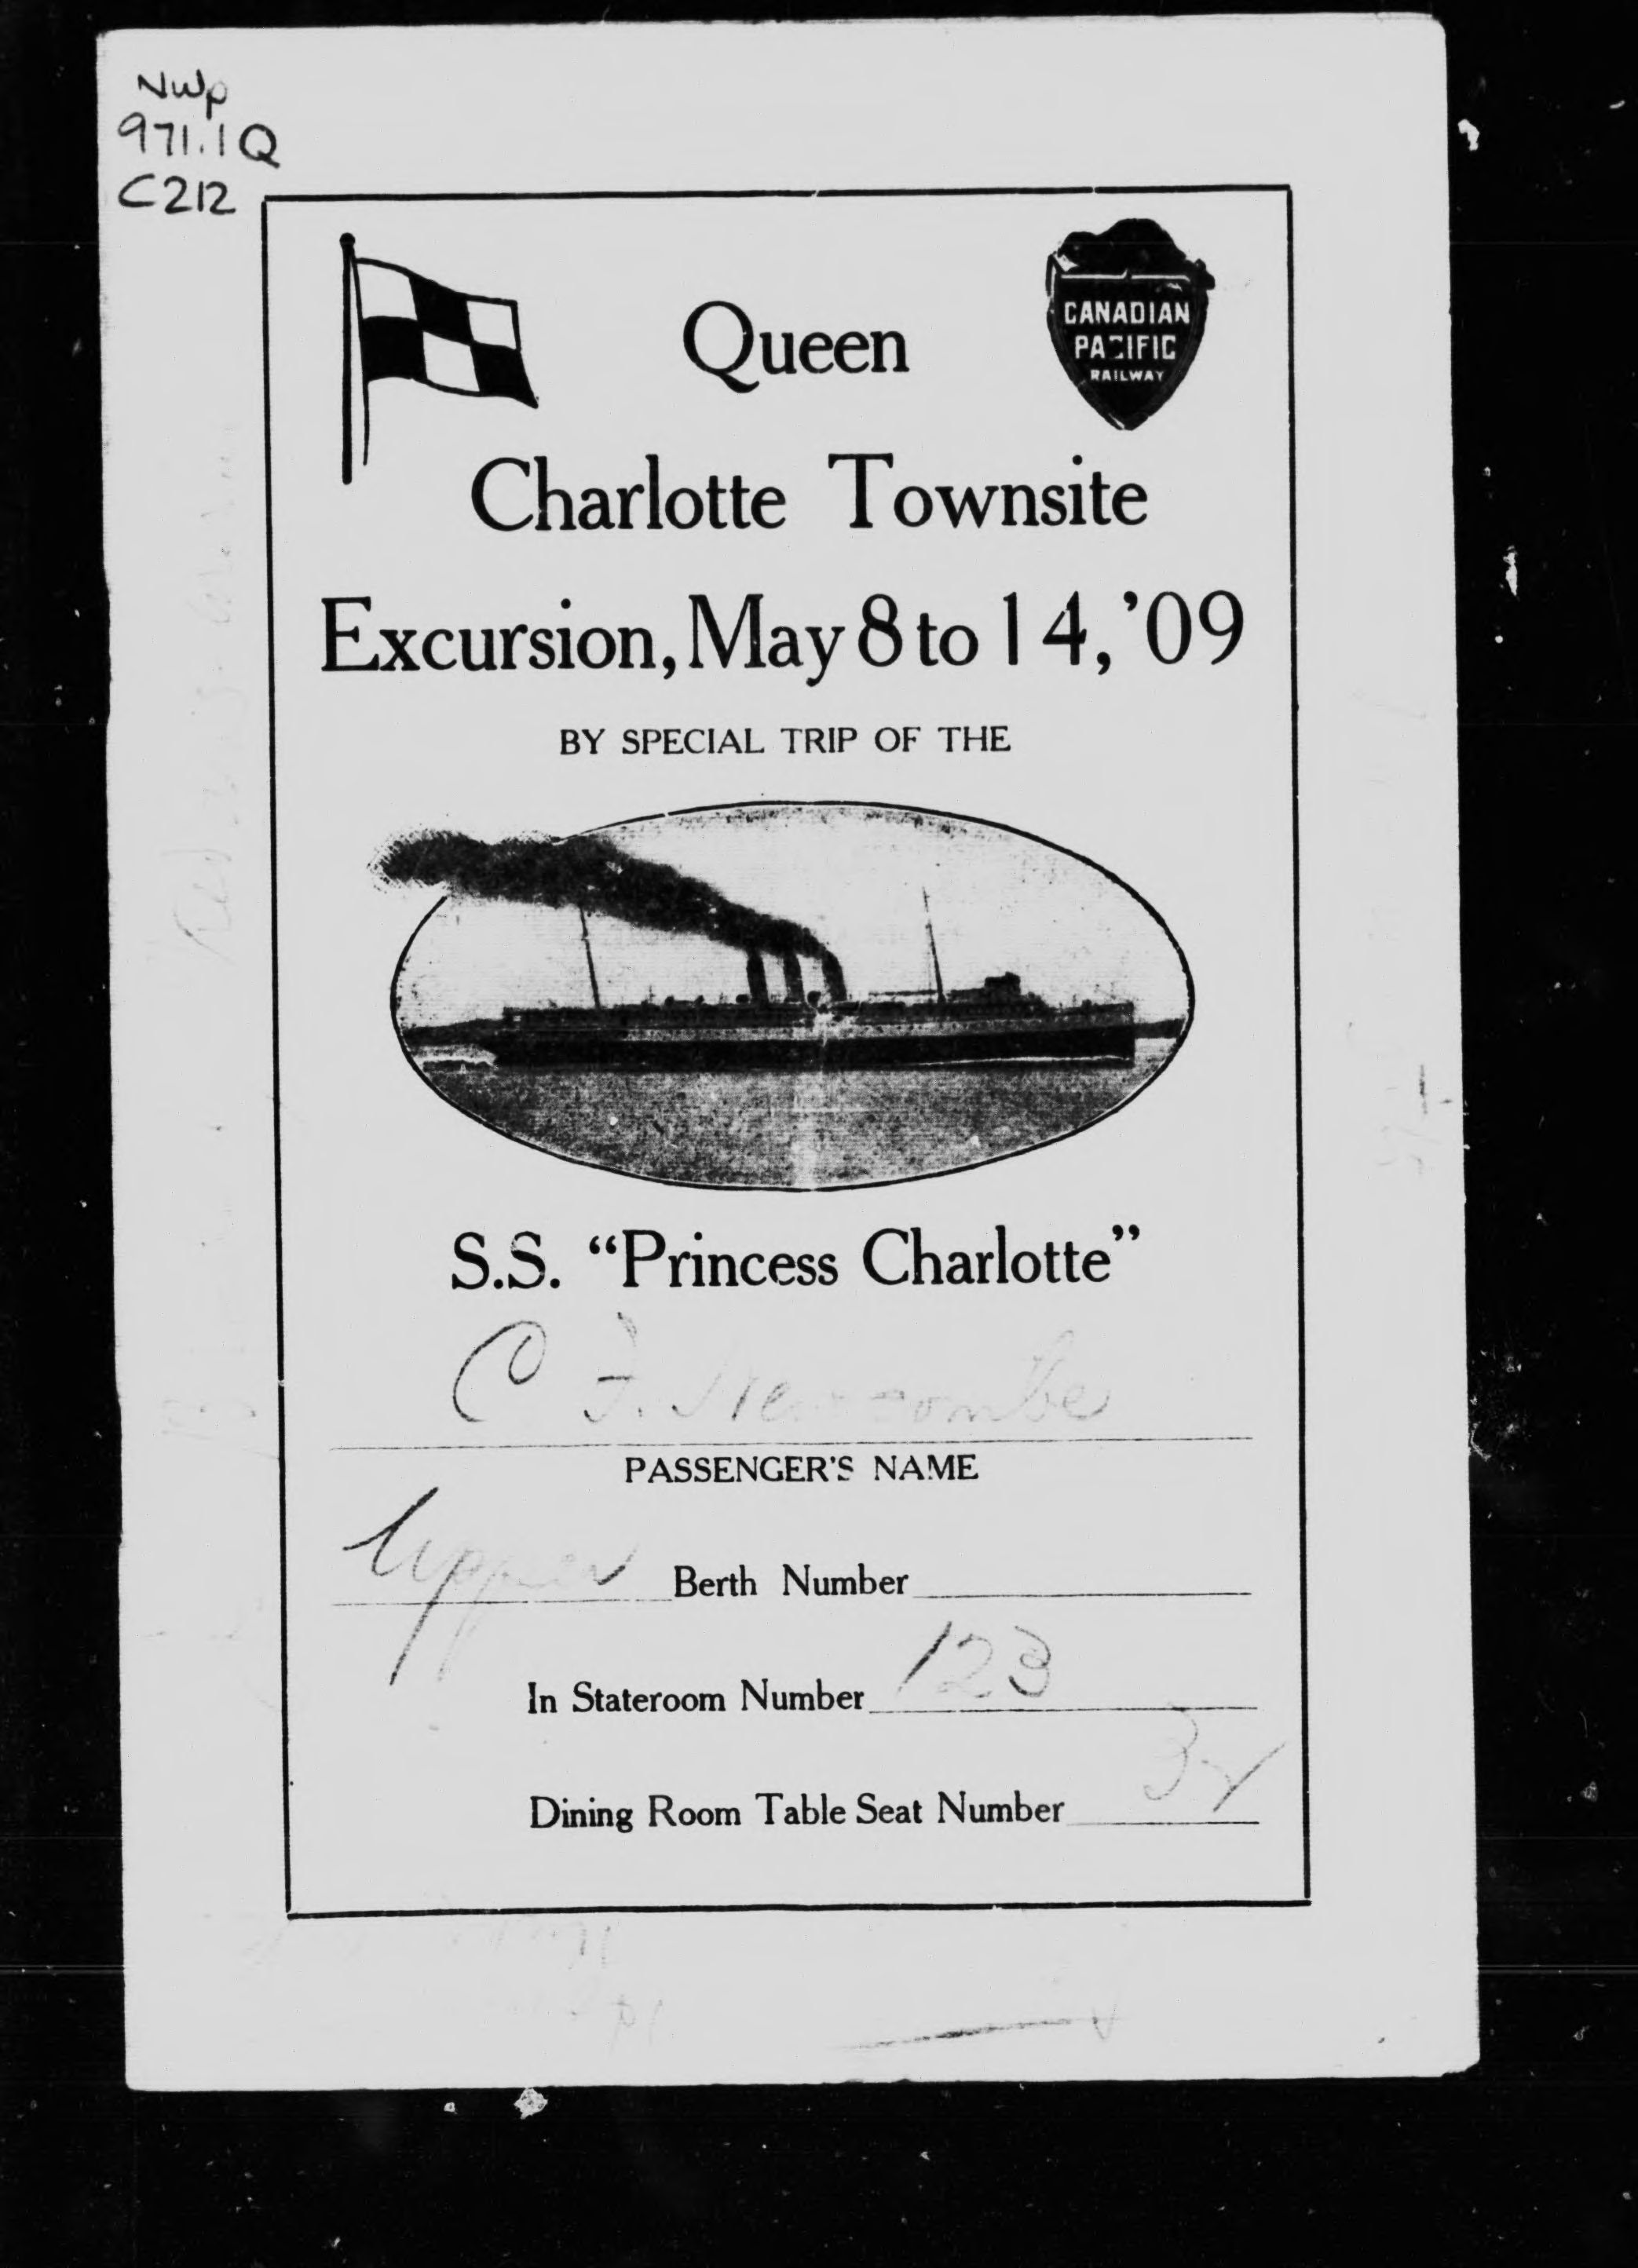 Nwp
971.1Q
C212
CANADIAN
PACIFIC
RAILWAY
Queen
Charlotte Townsite
Excursion, May 8 to 14, '09
BY SPECIAL TRIP OF THE
S.S. “Princess Charlotte”
C. F. Newcombe
PASSENGER'S NAME
Upper Berth Number
In Stateroom Number 123
Dining Room Table Seat Number